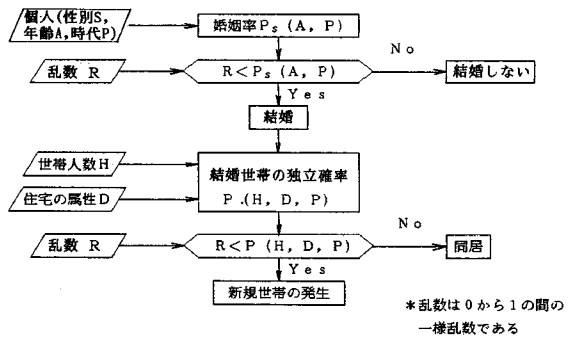 個人(性別S,
年齢A,時代P)
婚姻率Ps(A, P)
No
乱数 R
R<Ps(A, P)
結婚しない
Yes
結婚
世帯人数H
結婚世帯の独立確率
P.(H, D, P)
住宅の属性D
No
乱数 R
R<P (H, D, P)
同居
Yes
新規世帯の発生
*乱数は0から1の間の
一様乱数である